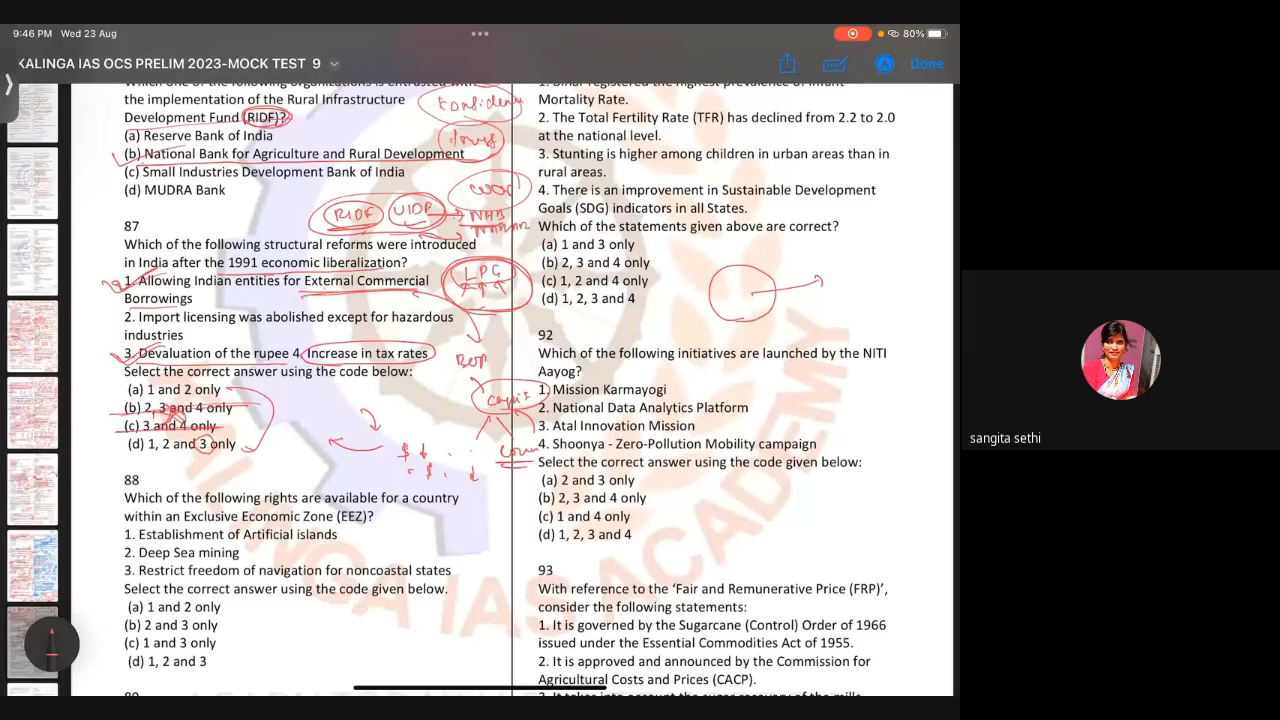 9:46 PM Wed 23 Aug
80%
KALINGA IAS OCS PRELIM 2023-MOCK TEST 9
Done
the implementation of the Rural Infrastructure
Development Fund (RIDF)?
(a) Reserve Bank of India
(b) National Bank for Agriculture and Rural Development
(c) Small Industries Development Bank of India
(d) MUDRA Bank
RIDF UIDF NHB
87
Which of the following structural reforms were introduced
in India after the 1991 economic liberalization?
1. Allowing Indian entities for External Commercial
Borrowings
2. Import licensing was abolished except for hazardous
industries
3. Devaluation of the rupee 4. Increase in tax rates
Select the correct answer using the code below:
(a) 1 and 2 only
(b) 2, 3 and 4 only
(c) 3 and 4 only
(d) 1, 2 and 3 only
LPG
88
Which of the following rights are available for a country
within an Exclusive Economic Zone (EEZ)?
1. Establishment of Artificial islands
2. Deep Sea mining
3. Restrict freedom of navigation for noncoastal states
Select the correct answer using the code given below.
(a) 1 and 2 only
(b) 2 and 3 only
(c) 1 and 3 only
(d) 1, 2 and 3
Mortality Rate.
2. The Total Fertility Rate (TFR) has declined from 2.2 to 2.0
at the national level.
3. Stunting is higher among children in urban areas than in
rural areas.
4. There is an improvement in Sustainable Development
Goals (SDG) indicators in all States.
Which of the statements given above are correct?
(a) 1 and 3 only
(b) 2, 3 and 4 only
(c) 1, 2 and 4 only
(d) 1, 2, 3 and 4
92
Which of the following initiatives are launched by the NITI
Aayog?
1) Mission Karmayogi
2. National Data Analytics Platform
3. Atal Innovation Mission
4. Shoonya - Zero-Pollution Mobility campaign
Select the correct answer using the code given below:
(a) 2 and 3 only
(b) 2, 3 and 4 only
(c) 1 and 4 only
(d) 1, 2, 3 and 4
93
With reference to the ‘Fair and Remunerative Price (FRP)’,
consider the following statements:
1. It is governed by the Sugarcane (Control) Order of 1966
issued under the Essential Commodities Act of 1955.
2. It is approved and announced by the Commission for
Agricultural Costs and Prices (CACP).
sangita sethi